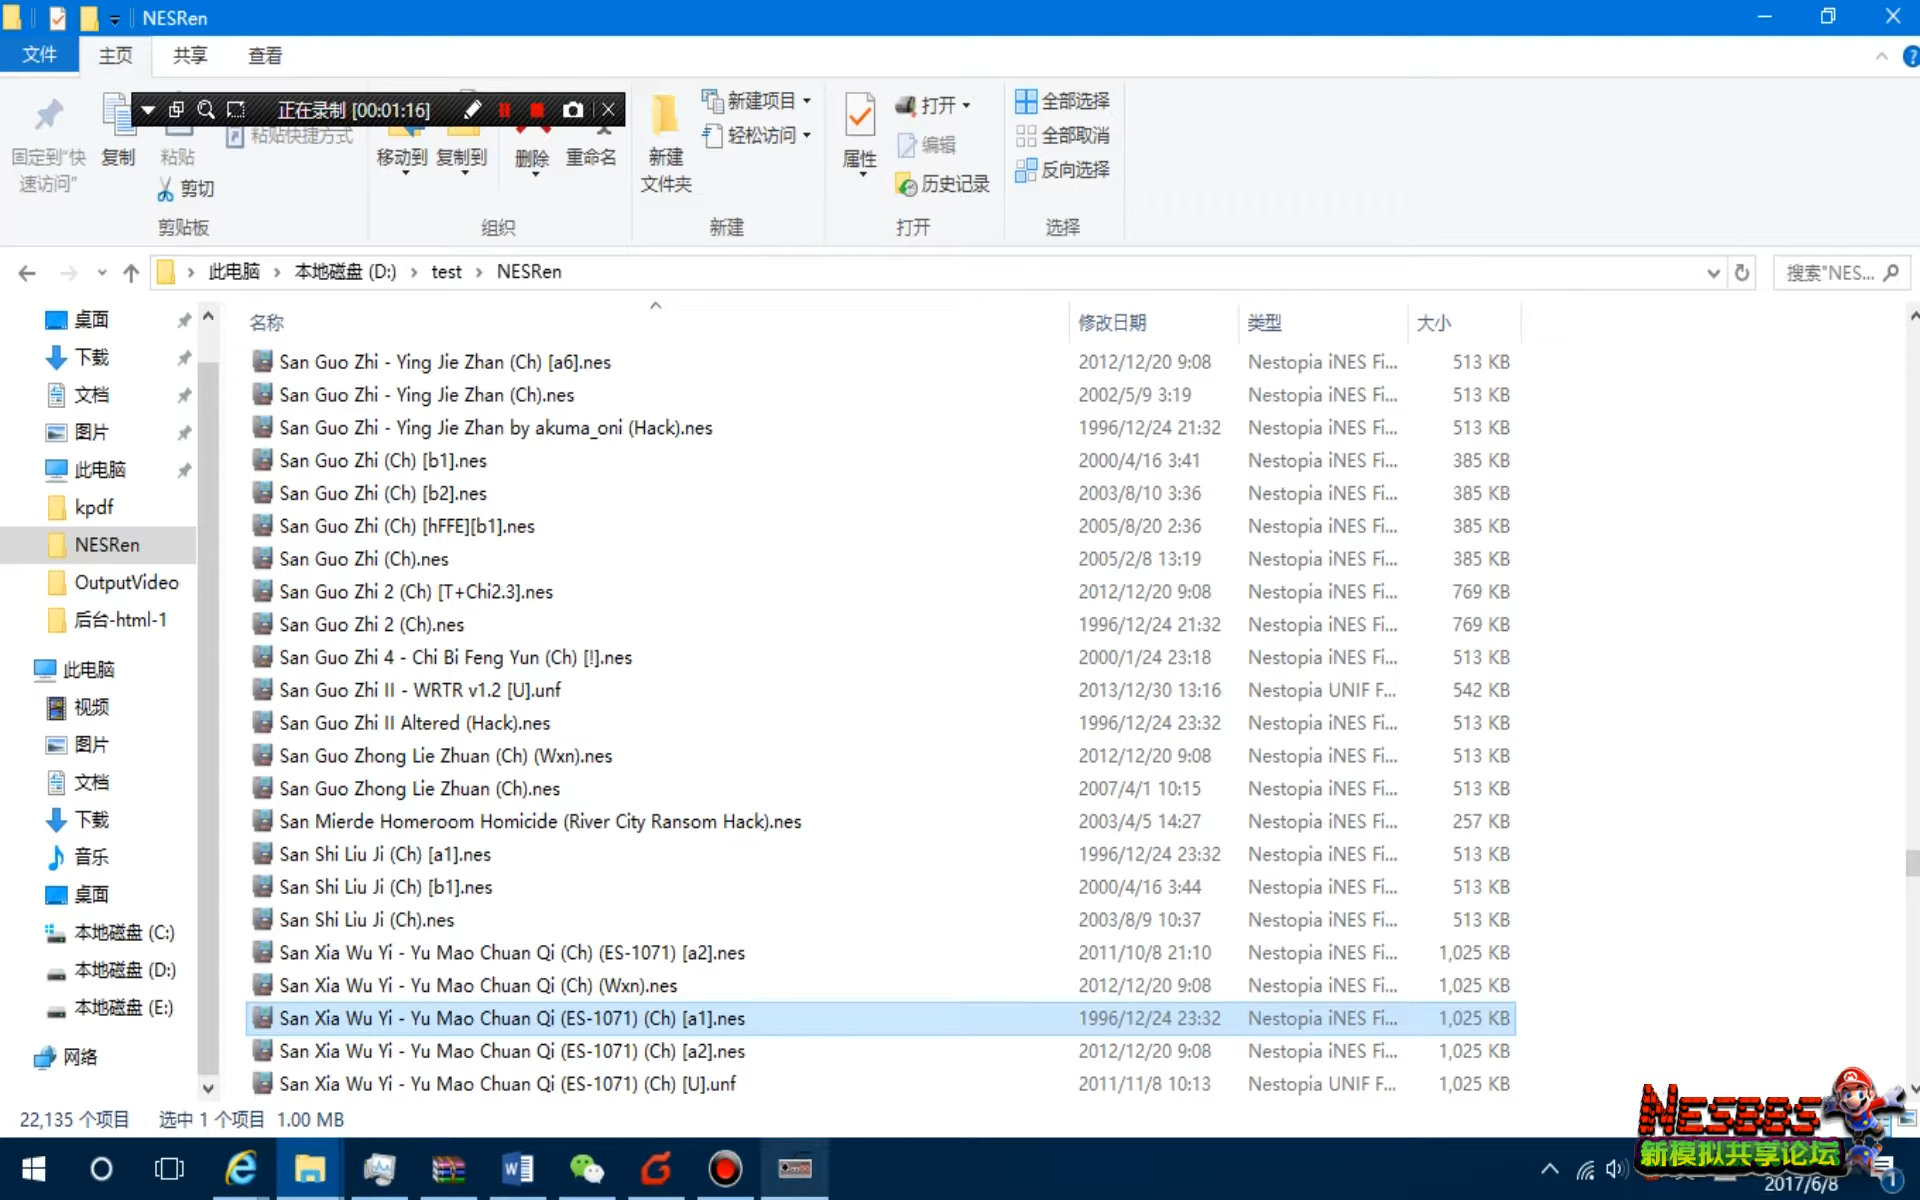 NESRen
文件 主页 共享 查看
正在录制 [00:01:16]
固定到"快速访问"
复制
粘贴
粘贴快捷方式
剪切
剪贴板
移动到
复制到
删除
重命名
组织
新建文件夹
新建项目
轻松访问
新建
属性
打开
编辑
历史记录
打开
全部选择
全部取消
反向选择
选择
此电脑 › 本地磁盘 (D:) › test › NESRen
搜索"NES...
桌面
下载
文档
图片
此电脑
kpdf
NESRen
OutputVideo
后台-html-1
此电脑
视频
图片
文档
下载
音乐
桌面
本地磁盘 (C:)
本地磁盘 (D:)
本地磁盘 (E:)
网络
名称 修改日期 类型 大小
San Guo Zhi - Ying Jie Zhan (Ch) [a6].nes 2012/12/20 9:08 Nestopia iNES Fi... 513 KB
San Guo Zhi - Ying Jie Zhan (Ch).nes 2002/5/9 3:19 Nestopia iNES Fi... 513 KB
San Guo Zhi - Ying Jie Zhan by akuma_oni (Hack).nes 1996/12/24 21:32 Nestopia iNES Fi... 513 KB
San Guo Zhi (Ch) [b1].nes 2000/4/16 3:41 Nestopia iNES Fi... 385 KB
San Guo Zhi (Ch) [b2].nes 2003/8/10 3:36 Nestopia iNES Fi... 385 KB
San Guo Zhi (Ch) [hFFE][b1].nes 2005/8/20 2:36 Nestopia iNES Fi... 385 KB
San Guo Zhi (Ch).nes 2005/2/8 13:19 Nestopia iNES Fi... 385 KB
San Guo Zhi 2 (Ch) [T+Chi2.3].nes 2012/12/20 9:08 Nestopia iNES Fi... 769 KB
San Guo Zhi 2 (Ch).nes 1996/12/24 21:32 Nestopia iNES Fi... 769 KB
San Guo Zhi 4 - Chi Bi Feng Yun (Ch) [!].nes 2000/1/24 23:18 Nestopia iNES Fi... 513 KB
San Guo Zhi II - WRTR v1.2 [U].unf 2013/12/30 13:16 Nestopia UNIF F... 542 KB
San Guo Zhi II Altered (Hack).nes 1996/12/24 23:32 Nestopia iNES Fi... 513 KB
San Guo Zhong Lie Zhuan (Ch) (Wxn).nes 2012/12/20 9:08 Nestopia iNES Fi... 513 KB
San Guo Zhong Lie Zhuan (Ch).nes 2007/4/1 10:15 Nestopia iNES Fi... 513 KB
San Mierde Homeroom Homicide (River City Ransom Hack).nes 2003/4/5 14:27 Nestopia iNES Fi... 257 KB
San Shi Liu Ji (Ch) [a1].nes 1996/12/24 23:32 Nestopia iNES Fi... 513 KB
San Shi Liu Ji (Ch) [b1].nes 2000/4/16 3:44 Nestopia iNES Fi... 513 KB
San Shi Liu Ji (Ch).nes 2003/8/9 10:37 Nestopia iNES Fi... 513 KB
San Xia Wu Yi - Yu Mao Chuan Qi (Ch) (ES-1071) [a2].nes 2011/10/8 21:10 Nestopia iNES Fi... 1,025 KB
San Xia Wu Yi - Yu Mao Chuan Qi (Ch) (Wxn).nes 2012/12/20 9:08 Nestopia iNES Fi... 1,025 KB
San Xia Wu Yi - Yu Mao Chuan Qi (ES-1071) (Ch) [a1].nes 1996/12/24 23:32 Nestopia iNES Fi... 1,025 KB
San Xia Wu Yi - Yu Mao Chuan Qi (ES-1071) (Ch) [a2].nes 2012/12/20 9:08 Nestopia iNES Fi... 1,025 KB
San Xia Wu Yi - Yu Mao Chuan Qi (ES-1071) (Ch) [U].unf 2011/11/8 10:13 Nestopia UNIF F... 1,025 KB
22,135 个项目 选中 1 个项目 1.00 MB
NESBBS
新模拟共享论坛
2017/6/8
1